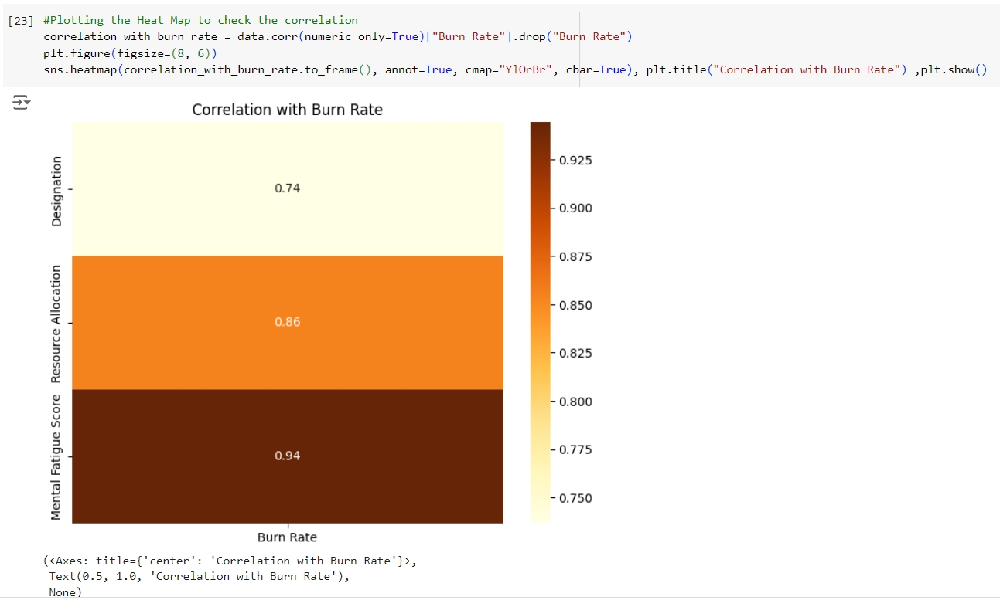 [23] #Plotting the Heat Map to check the correlation
correlation_with_burn_rate = data.corr(numeric_only=True)["Burn Rate"].drop("Burn Rate")
plt.figure(figsize=(8, 6))
sns.heatmap(correlation_with_burn_rate.to_frame(), annot=True, cmap="YlOrBr", cbar=True), plt.title("Correlation with Burn Rate") ,plt.show()
Correlation with Burn Rate
Designation
0.74
Resource Allocation
0.86
Mental Fatigue Score
0.94
Burn Rate
0.925
0.900
0.875
0.850
0.825
0.800
0.775
0.750
(<Axes: title={'center': 'Correlation with Burn Rate'}>,
Text(0.5, 1.0, 'Correlation with Burn Rate'),
None)